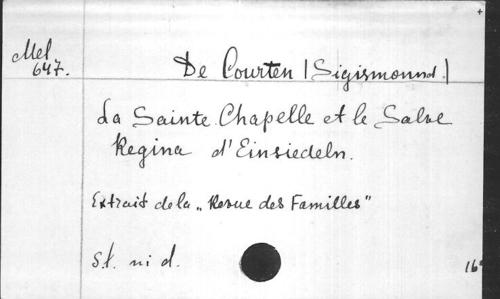 +
Mel
647.
De Courten (Sigismond.)
La Sainte Chapelle et le Salve
Regina d'Einsiedeln.
Extrait de la „Revue des Familles"
S.l. ni d.
16°